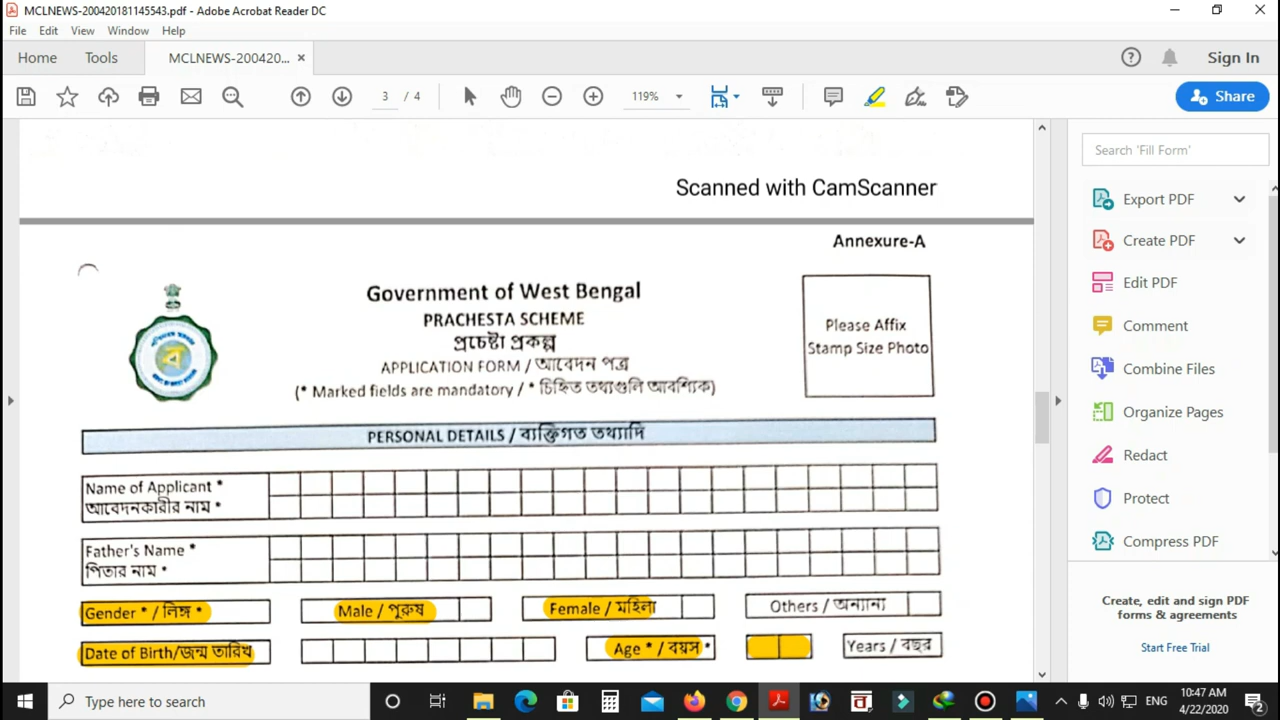 MCLNEWS-200420181145543.pdf - Adobe Acrobat Reader DC
File Edit View Window Help
Home Tools MCLNEWS-200420... ×
Sign In
3 / 4
119%
Share
Scanned with CamScanner
Annexure-A
Government of West Bengal
PRACHESTA SCHEME
প্রচেষ্টা প্রকল্প
APPLICATION FORM / আবেদন পত্র
(* Marked fields are mandatory / * চিহ্নিত তথ্যগুলি আবশ্যিক)
Please Affix
Stamp Size Photo
PERSONAL DETAILS / ব্যক্তিগত তথ্যাদি
Name of Applicant *
আবেদনকারীর নাম *
Father's Name *
পিতার নাম *
Gender * / লিঙ্গ * Male / পুরুষ Female / মহিলা Others / অন্যান্য
Date of Birth/জন্ম তারিখ Age * / বয়স * Years / বছর
Search 'Fill Form'
Export PDF
Create PDF
Edit PDF
Comment
Combine Files
Organize Pages
Redact
Protect
Compress PDF
Create, edit and sign PDF
forms & agreements
Start Free Trial
Type here to search
ENG
10:47 AM
4/22/2020
2